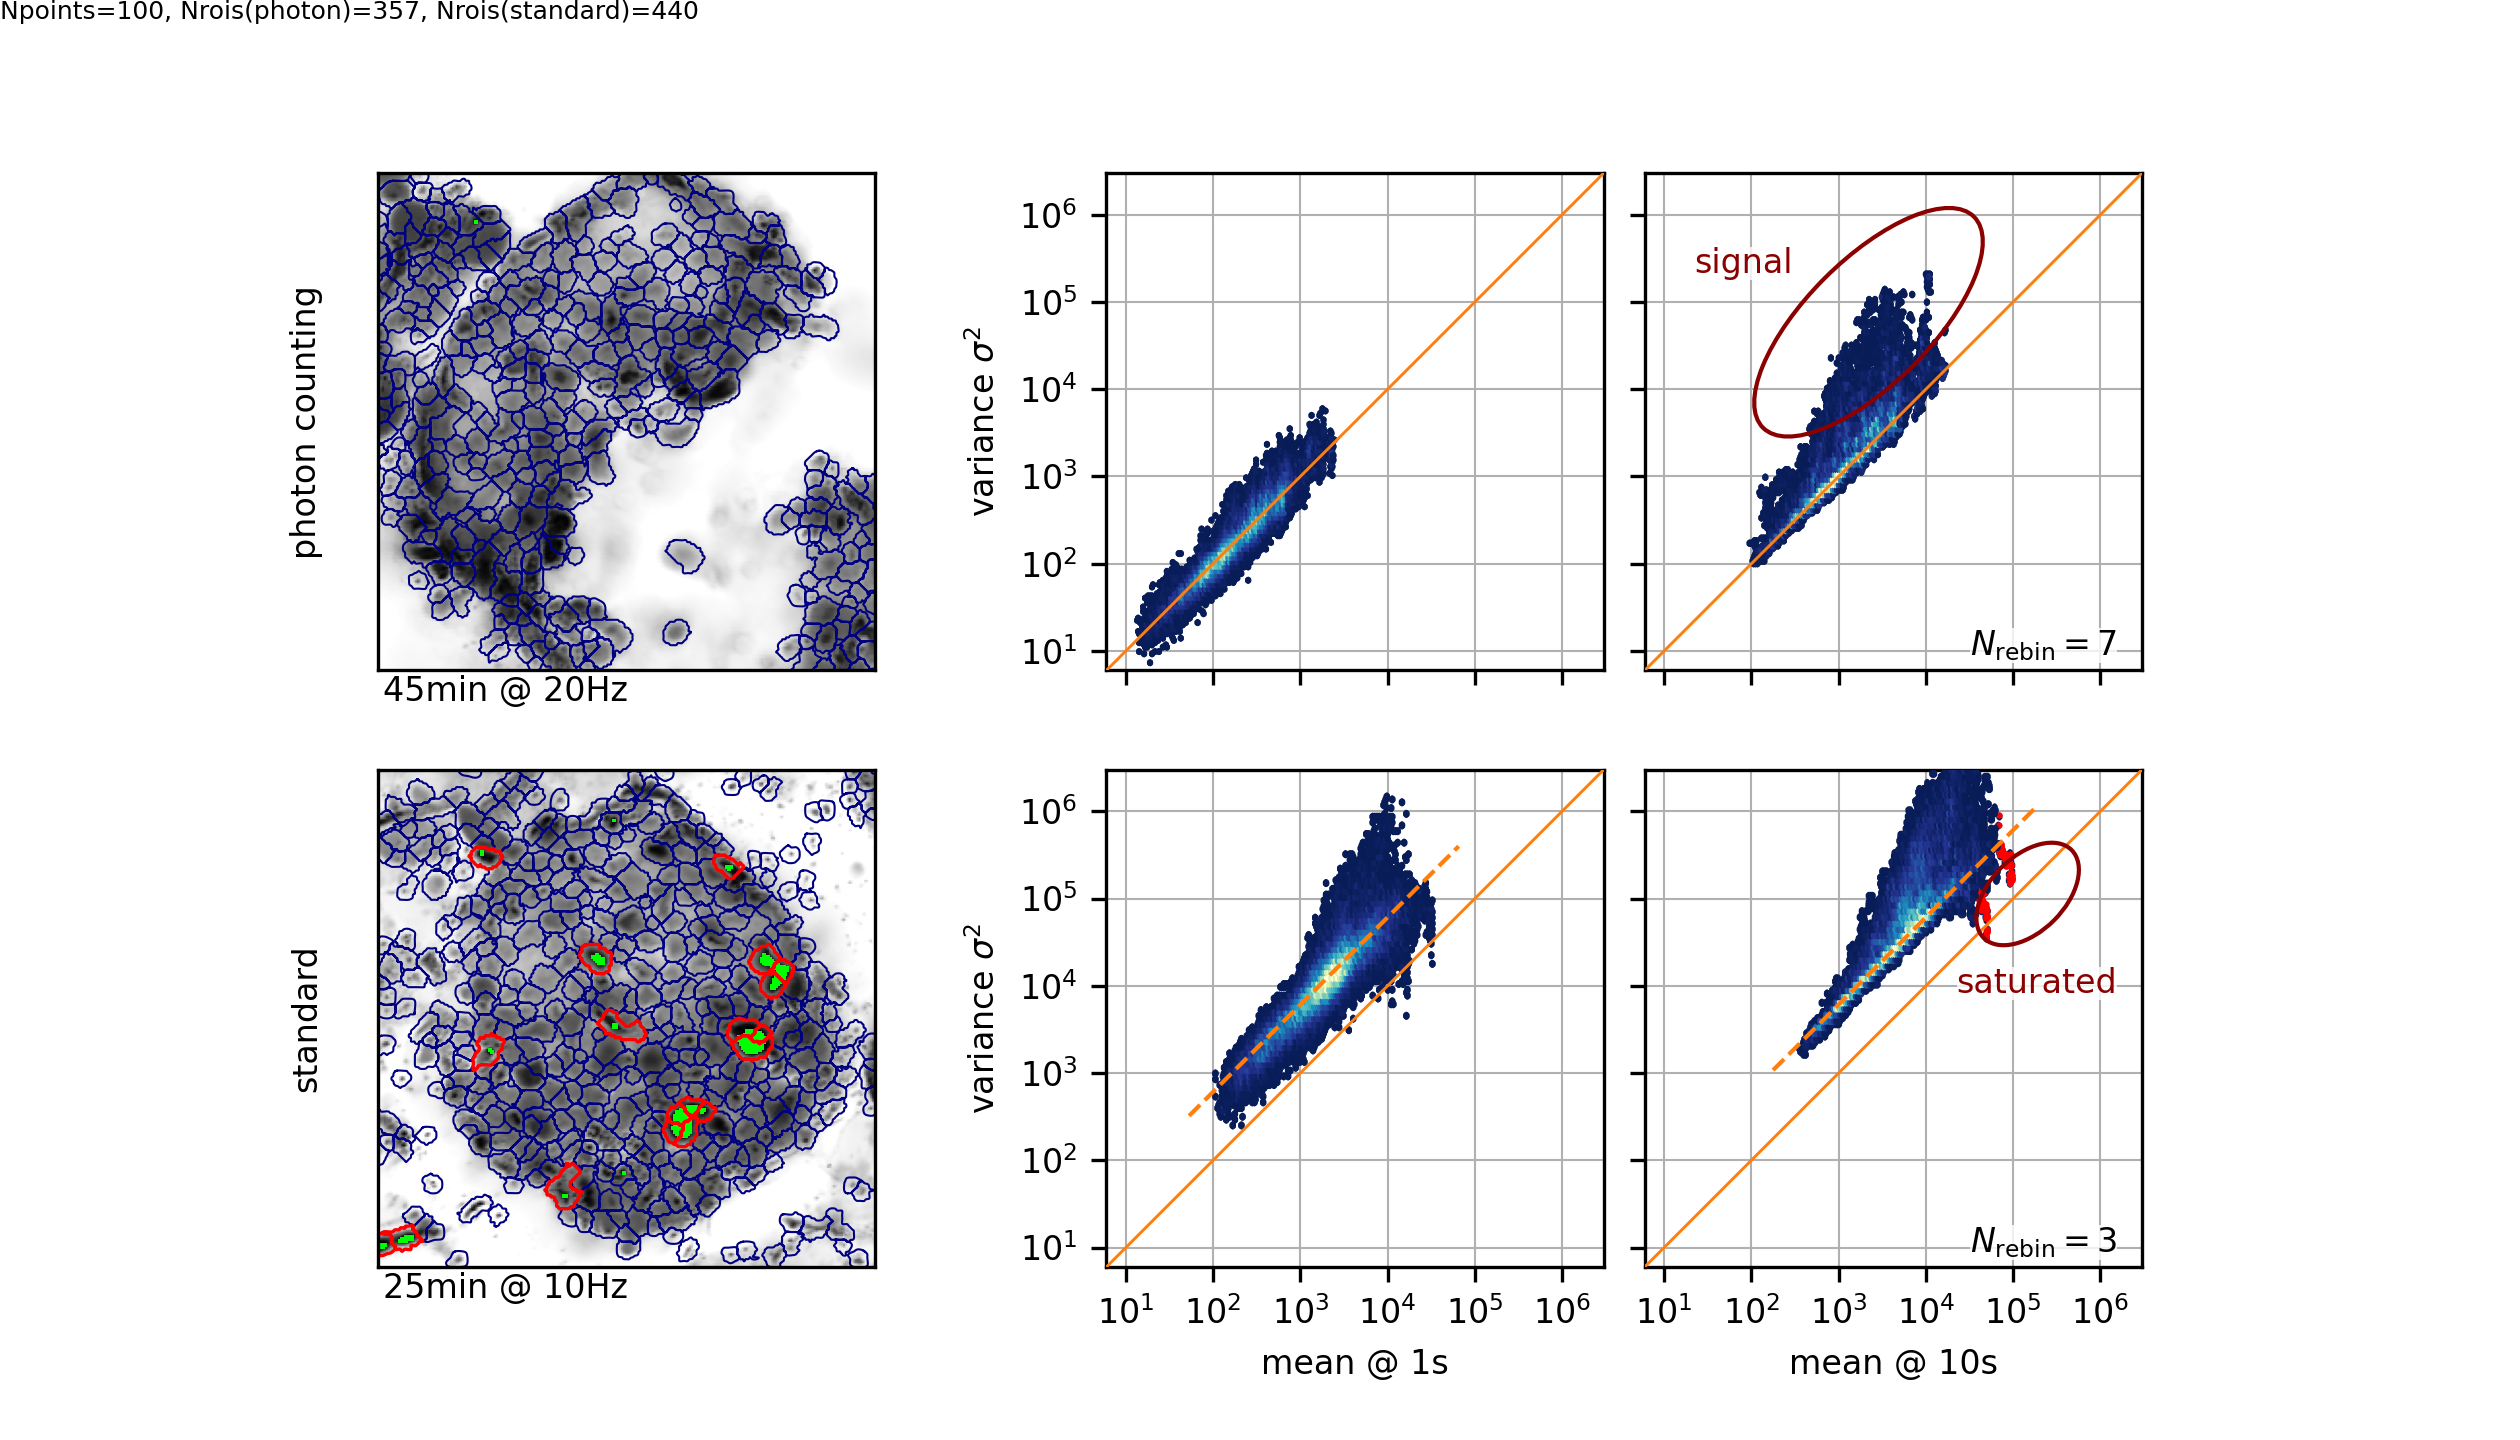 Npoints=100, Nrois(photon)=357, Nrois(standard)=440
photon counting
45min @ 20Hz
variance σ²
10⁶
10⁵
10⁴
10³
10²
10¹
signal
N_rebin = 7
standard
25min @ 10Hz
variance σ²
10⁶
10⁵
10⁴
10³
10²
10¹
10¹ 10² 10³ 10⁴ 10⁵ 10⁶
mean @ 1s
saturated
N_rebin = 3
10¹ 10² 10³ 10⁴ 10⁵ 10⁶
mean @ 10s